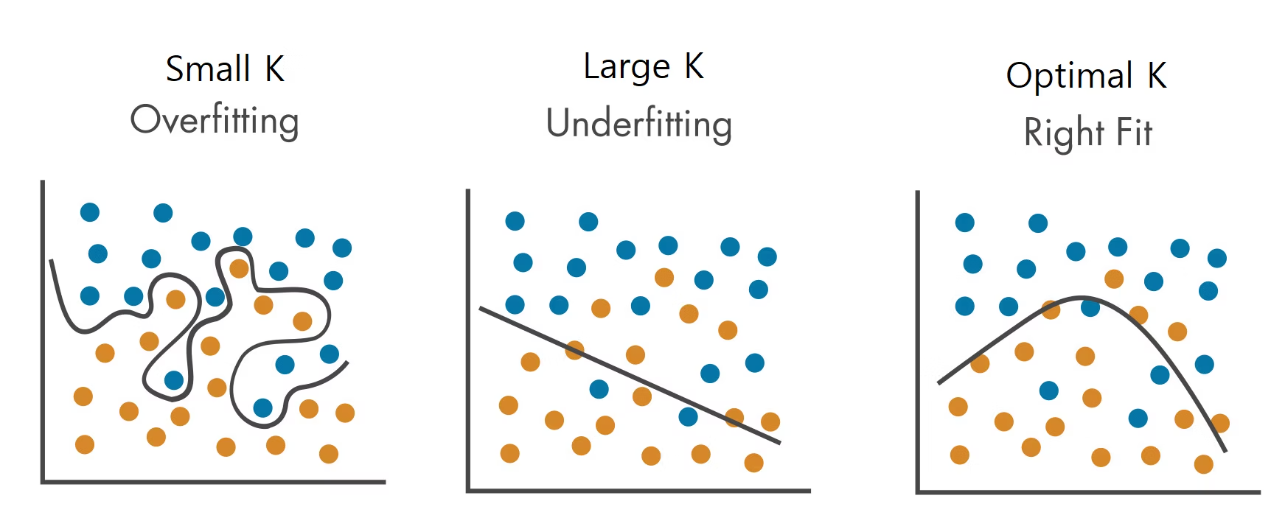 Small K
Overfitting
Large K
Underfitting
Optimal K
Right Fit